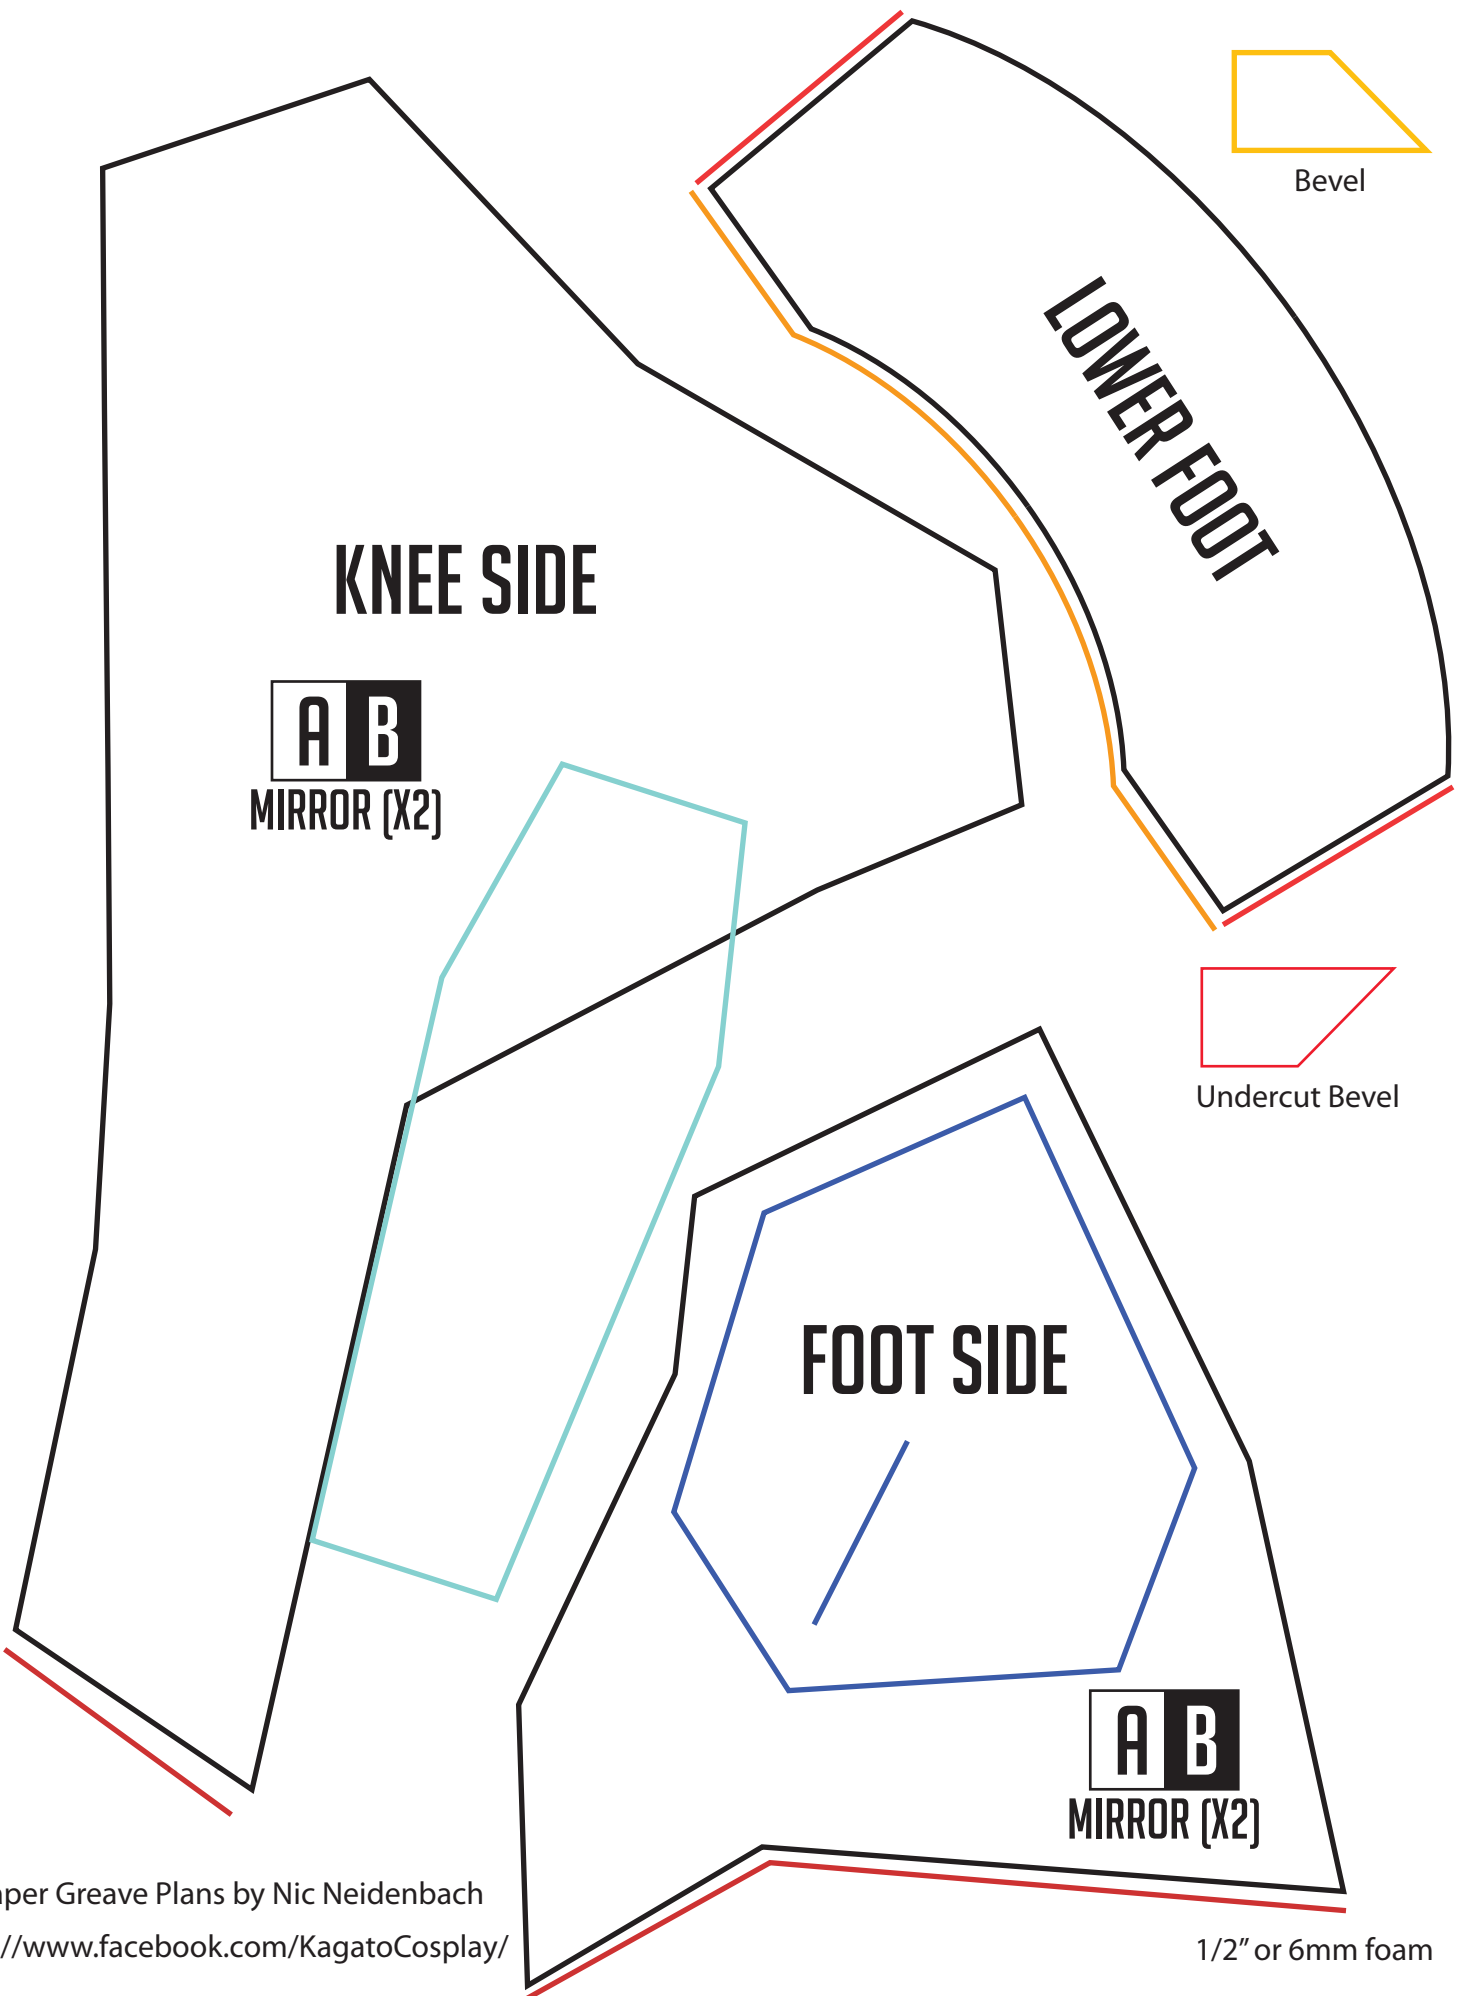 Bevel
LOWER FOOT
KNEE SIDE
A B
MIRROR (X2)
Undercut Bevel
FOOT SIDE
A B
MIRROR (X2)
Greave Plans by Nic Neidenbach
//www.facebook.com/KagatoCosplay/
1/2” or 6mm foam